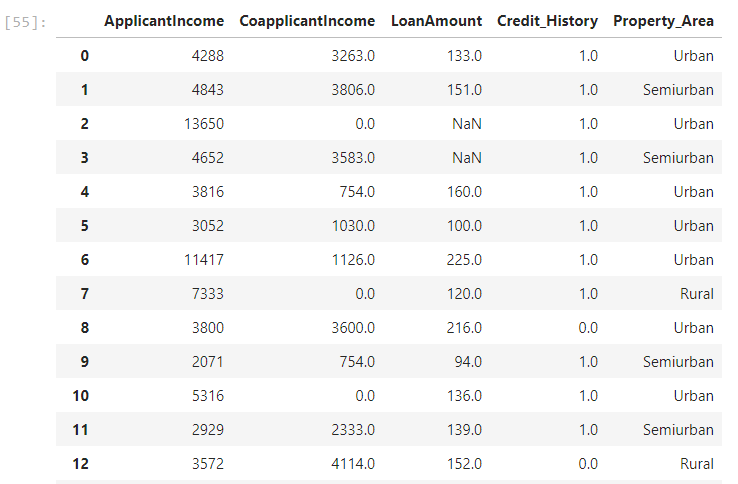 [55]: ApplicantIncome CoapplicantIncome LoanAmount Credit_History Property_Area
0 4288 3263.0 133.0 1.0 Urban
1 4843 3806.0 151.0 1.0 Semiurban
2 13650 0.0 NaN 1.0 Urban
3 4652 3583.0 NaN 1.0 Semiurban
4 3816 754.0 160.0 1.0 Urban
5 3052 1030.0 100.0 1.0 Urban
6 11417 1126.0 225.0 1.0 Urban
7 7333 0.0 120.0 1.0 Rural
8 3800 3600.0 216.0 0.0 Urban
9 2071 754.0 94.0 1.0 Semiurban
10 5316 0.0 136.0 1.0 Urban
11 2929 2333.0 139.0 1.0 Semiurban
12 3572 4114.0 152.0 0.0 Rural